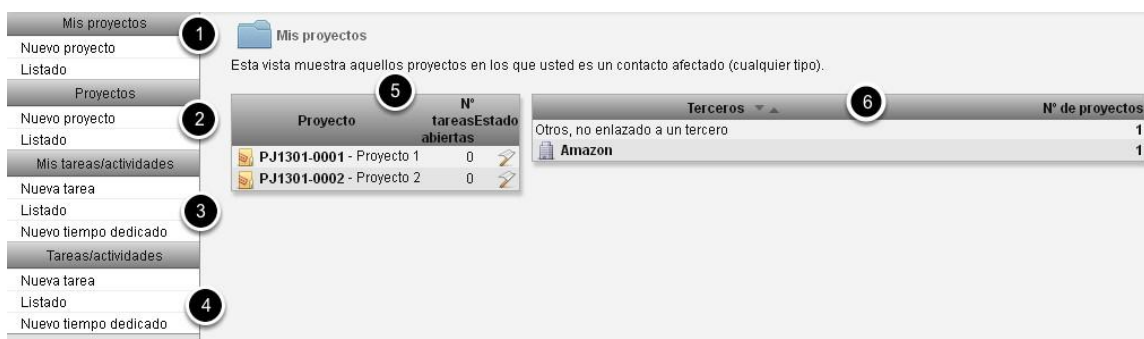 Mis proyectos
1
Nuevo proyecto
Listado
Proyectos
2
Nuevo proyecto
Listado
Mis tareas/actividades
Nueva tarea
Listado
3
Nuevo tiempo dedicado
Tareas/actividades
Nueva tarea
Listado
4
Nuevo tiempo dedicado
Mis proyectos
Esta vista muestra aquellos proyectos en los que usted es un contacto afectado (cualquier tipo).
5
Proyecto
N°
tareas Estado
abiertas
PJ1301-0001 - Proyecto 1 0
PJ1301-0002 - Proyecto 2 0
Terceros 6 N° de proyectos
Otros, no enlazado a un tercero 1
Amazon 1